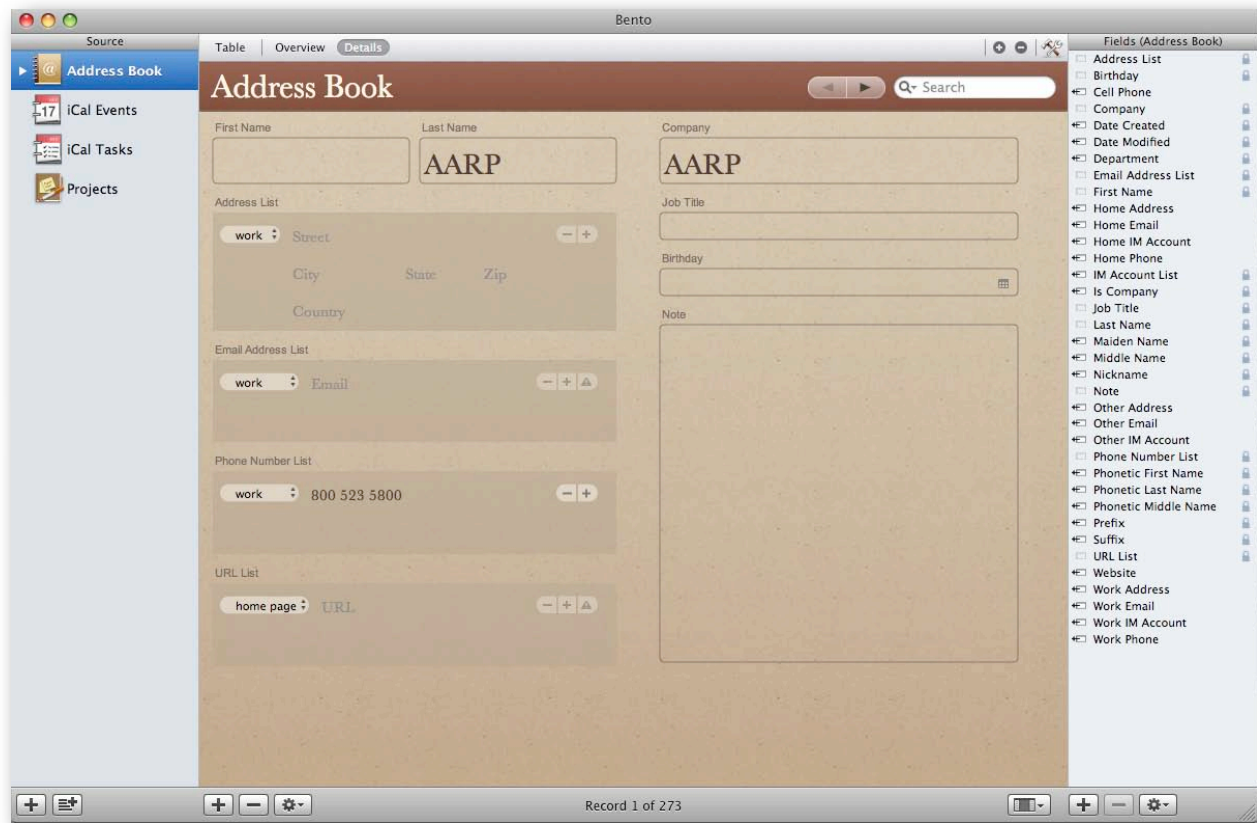 Bento
Source
Address Book
17 iCal Events
iCal Tasks
Projects
Table Overview Details
Address Book
Search
First Name Last Name
AARP
Address List
work Street
City State Zip
Country
Email Address List
work Email
Phone Number List
work 800 523 5800
URL List
home page URL
Company
AARP
Job Title
Birthday
Note
Record 1 of 273
Fields (Address Book)
Address List
Birthday
Cell Phone
Company
Date Created
Date Modified
Department
Email Address List
First Name
Home Address
Home Email
Home IM Account
Home Phone
IM Account List
Is Company
Job Title
Last Name
Maiden Name
Middle Name
Nickname
Note
Other Address
Other Email
Other IM Account
Phone Number List
Phonetic First Name
Phonetic Last Name
Phonetic Middle Name
Prefix
Suffix
URL List
Website
Work Address
Work Email
Work IM Account
Work Phone